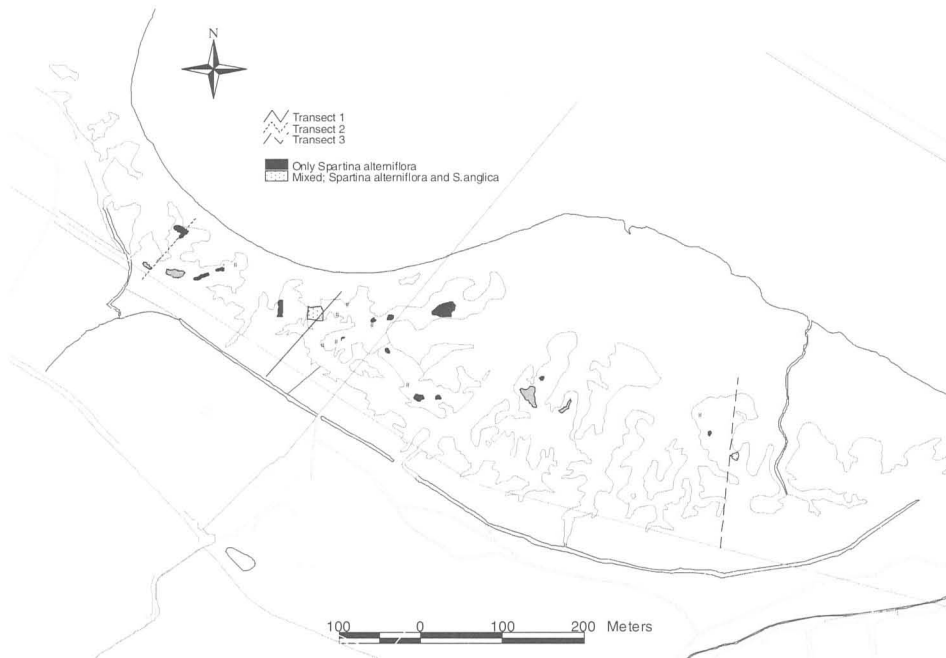 N
Transect 1
Transect 2
Transect 3
Only Spartina alterniflora
Mixed; Spartina alterniflora and S.anglica
100 0 100 200 Meters